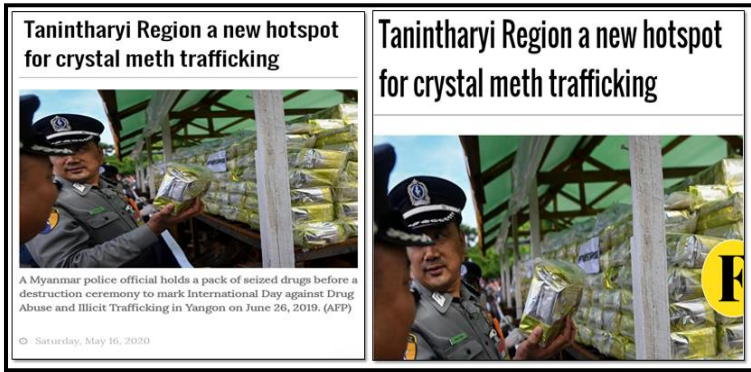 Tanintharyi Region a new hotspot
for crystal meth trafficking
A Myanmar police official holds a pack of seized drugs before a
destruction ceremony to mark International Day against Drug
Abuse and Illicit Trafficking in Yangon on June 26, 2019. (AFP)
Saturday, May 16, 2020
Tanintharyi Region a new hotspot
for crystal meth trafficking
F